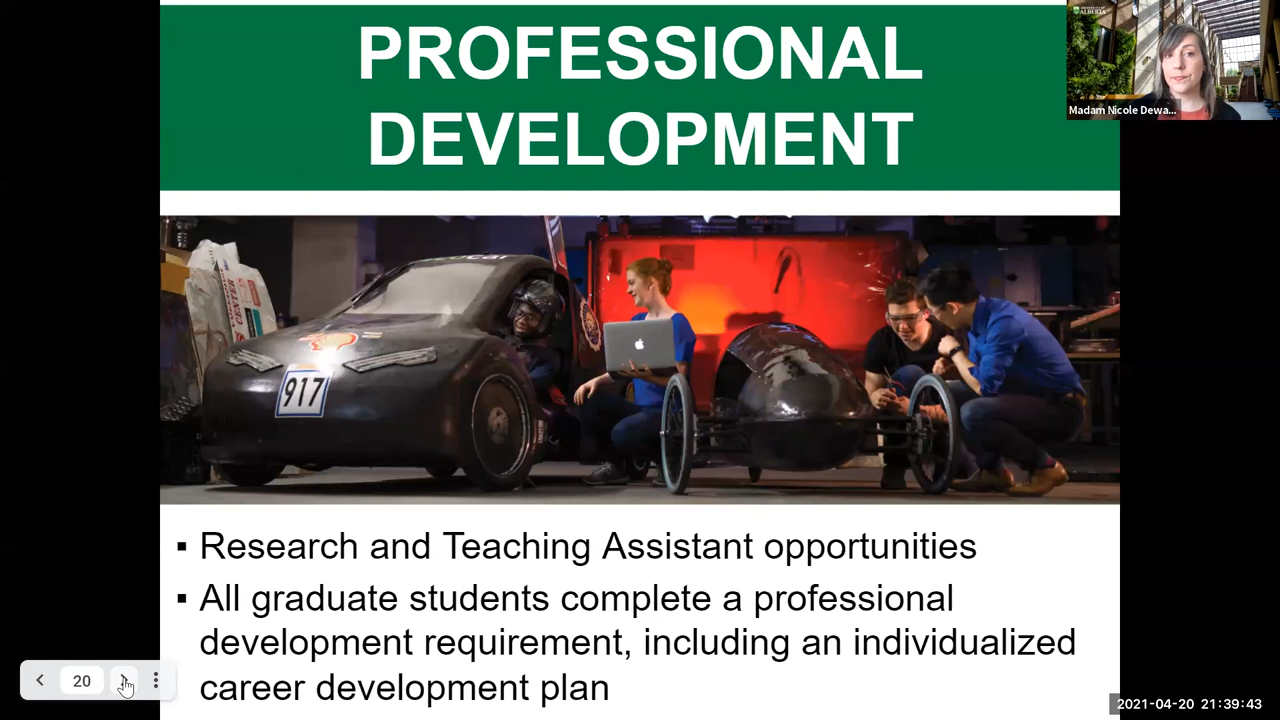 PROFESSIONAL
DEVELOPMENT
ALBERTA
Madam Nicole Dewa...
917
▪ Research and Teaching Assistant opportunities
▪ All graduate students complete a professional
development requirement, including an individualized
career development plan
20
2021-04-20 21:39:43